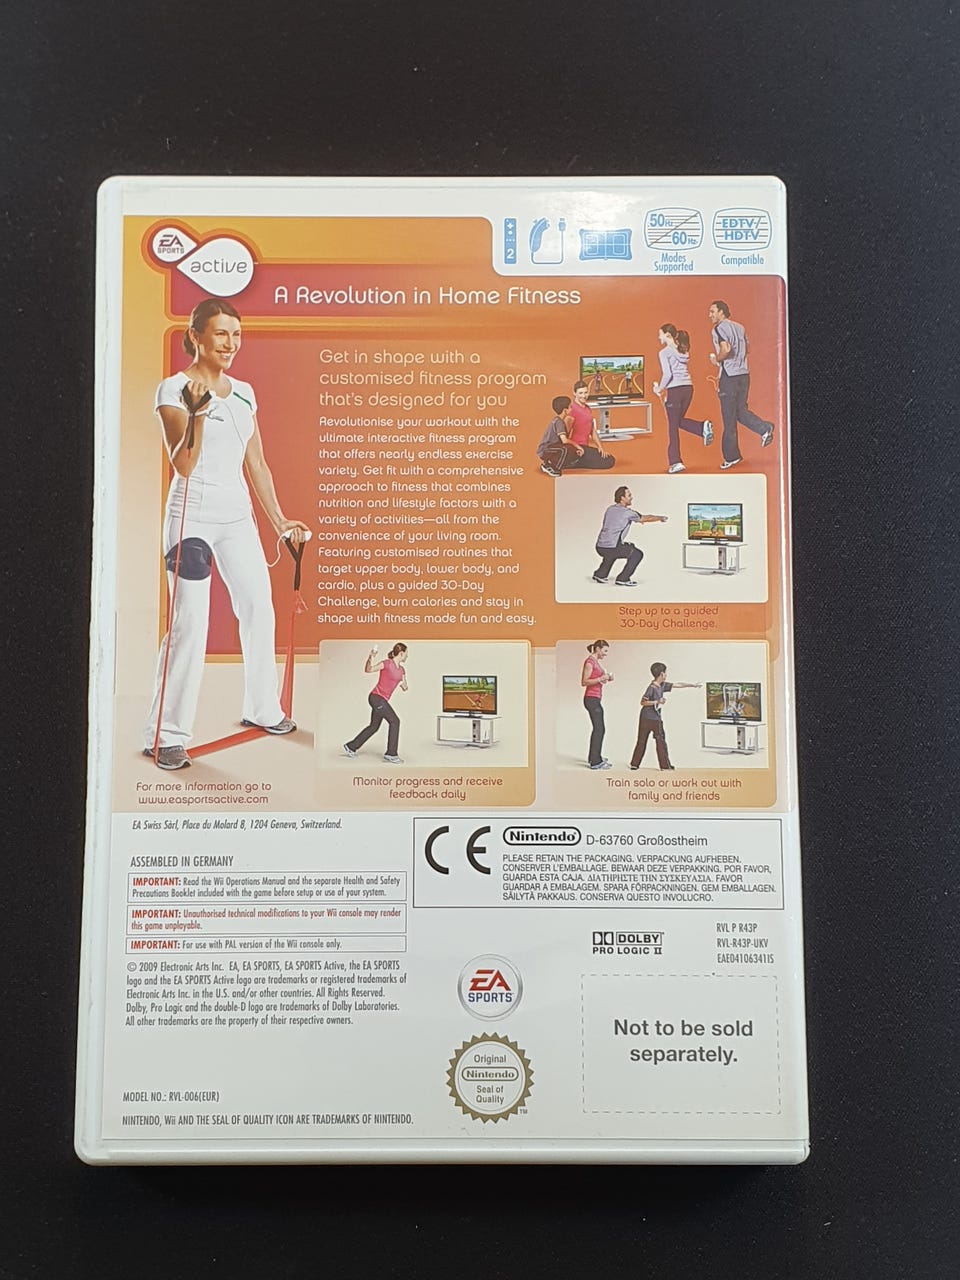 EA
SPORTS
active
2
50Hz
60Hz
Modes
Supported
EDTV/
HDTV
Compatible
A Revolution in Home Fitness
Get in shape with a
customised fitness program
that's designed for you
Revolutionise your workout with the
ultimate interactive fitness program
that offers nearly endless exercise
variety. Get fit with a comprehensive
approach to fitness that combines
nutrition and lifestyle factors with a
variety of activities—all from the
convenience of your living room.
Featuring customised routines that
target upper body, lower body, and
cardio, plus a guided 30-Day
Challenge, burn calories and stay in
shape with fitness made fun and easy.
Step up to a guided
30-Day Challenge.
For more information go to
www.easportsactive.com
Monitor progress and receive
feedback daily
Train solo or work out with
family and friends
EA Swiss Sàrl, Place du Molard 8, 1204 Geneva, Switzerland.
ASSEMBLED IN GERMANY
IMPORTANT: Read the Wii Operations Manual and the separate Health and Safety
Precautions Booklet included with the game before setup or use of your system.
IMPORTANT: Unauthorised technical modifications to your Wii console may render
this game unplayable.
IMPORTANT: For use with PAL version of the Wii console only.
© 2009 Electronic Arts Inc. EA, EA SPORTS, EA SPORTS Active, the EA SPORTS
logo and the EA SPORTS Active logo are trademarks or registered trademarks of
Electronic Arts Inc. in the U.S. and/or other countries. All Rights Reserved.
Dolby, Pro Logic and the double-D logo are trademarks of Dolby Laboratories.
All other trademarks are the property of their respective owners.
MODEL NO.: RVL-006(EUR)
NINTENDO, Wii AND THE SEAL OF QUALITY ICON ARE TRADEMARKS OF NINTENDO.
CE
Nintendo D-63760 Großostheim
PLEASE RETAIN THE PACKAGING. VERPACKUNG AUFHEBEN.
CONSERVER L'EMBALLAGE. BEWAAR DEZE VERPAKKING. POR FAVOR,
GUARDA ESTA CAJA. ΔΙΑΤΗΡΗΣΤΕ ΤΗΝ ΣΥΣΚΕΥΑΣΙΑ. FAVOR
GUARDAR A EMBALAGEM. SPARA FÖRPACKNINGEN. GEM EMBALLAGEN.
SÄILYTÄ PAKKAUS. CONSERVA QUESTO INVOLUCRO.
DOLBY
PRO LOGIC II
RVL P R43P
RVL-R43P-UKV
EAE04106341IS
EA
SPORTS
Original
Nintendo
Seal of
Quality
TM
Not to be sold
separately.